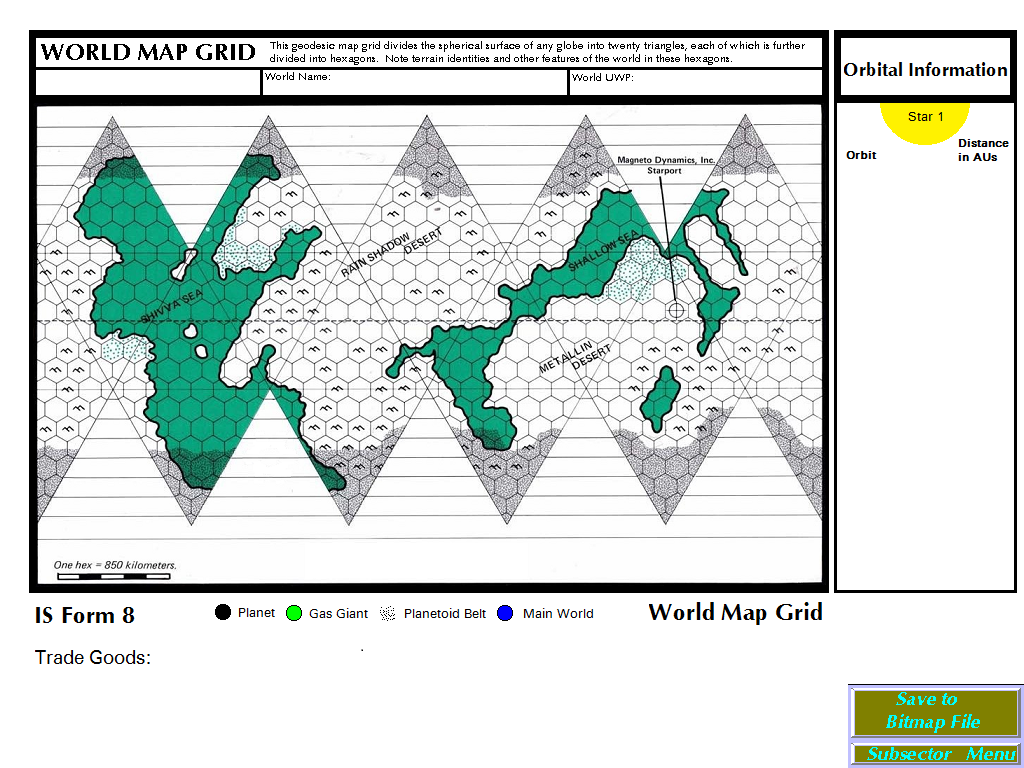 WORLD MAP GRID
This geodesic map grid divides the spherical surface of any globe into twenty triangles, each of which is further
divided into hexagons. Note terrain identities and other features of the world in these hexagons.
World Name:
World UWP:
Orbital Information
Star 1
Orbit
Distance
in AUs
Magneto Dynamics, Inc.
Starport
RAIN SHADOW
DESERT
SHALLOW SEA
SHIVVA SEA
METALLIN
DESERT
One hex = 850 kilometers.
IS Form 8
Planet
Gas Giant
Planetoid Belt
Main World
World Map Grid
Trade Goods:
Save to
Bitmap File
Subsector Menu